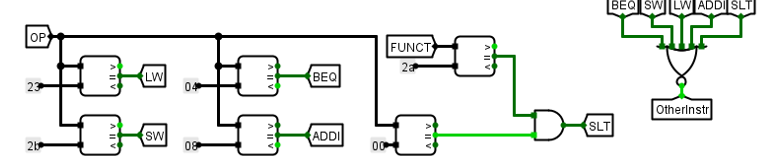 BEQ SW LW ADDI SLT
OP
FUNCT
23 LW
04 BEQ
2a
OtherInstr
2b SW
08 ADDI
00
SLT